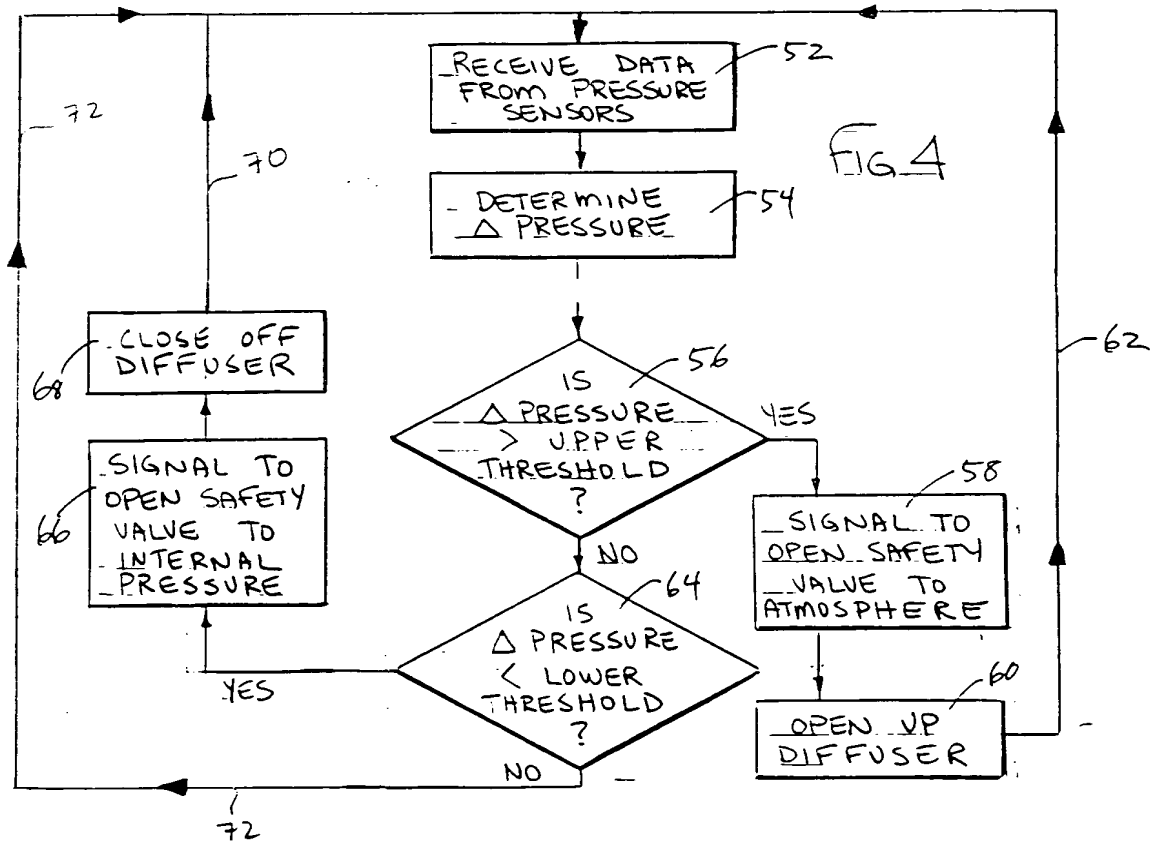 72
70
RECEIVE DATA
FROM PRESSURE
SENSORS
52
FIG. 4
DETERMINE
Δ PRESSURE
54
CLOSE OFF
DIFFUSER
68
IS
Δ PRESSURE
> UPPER
THRESHOLD
?
56
YES
NO
62
SIGNAL TO
OPEN SAFETY
VALVE TO
INTERNAL
PRESSURE
66
SIGNAL TO
OPEN SAFETY
VALVE TO
ATMOSPHERE
58
IS
Δ PRESSURE
< LOWER
THRESHOLD
?
64
YES
NO
OPEN UP
DIFFUSER
60
72